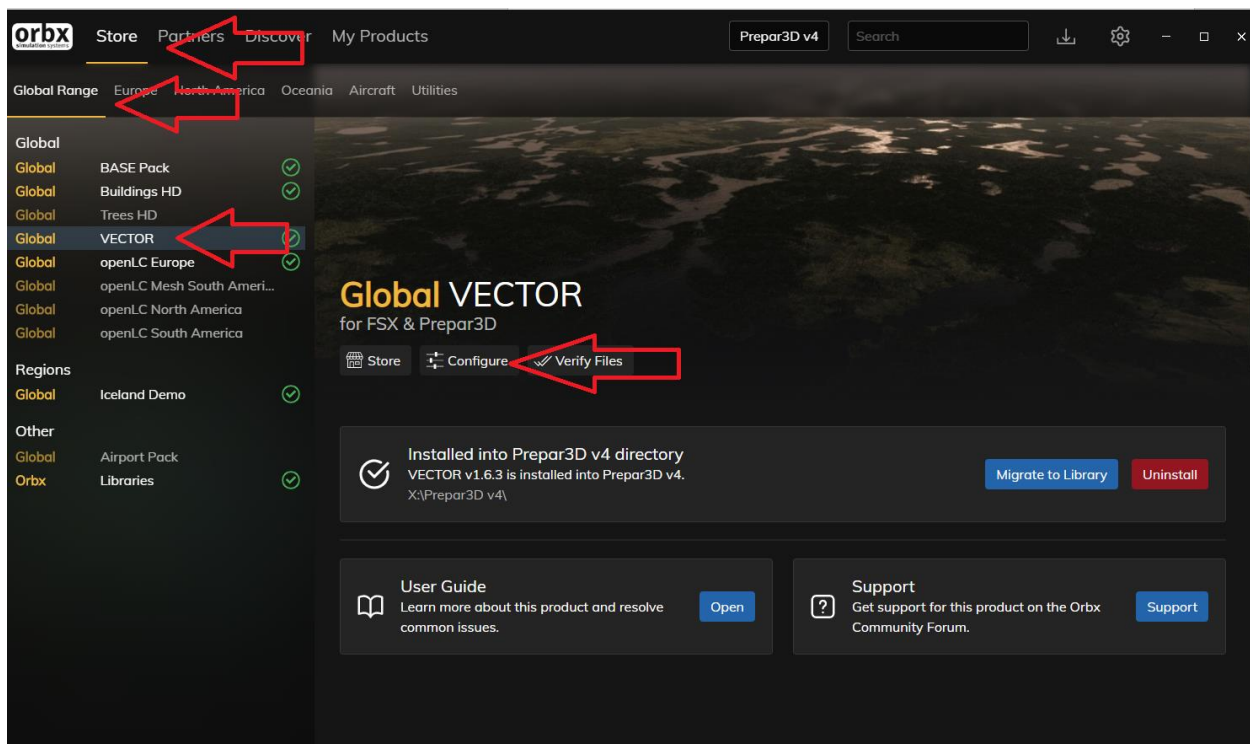 orbx
simulation systems
Store Partners Discover My Products Prepar3D v4 Search
Global Range Europe North America Oceania Aircraft Utilities
Global
Global BASE Pack
Global Buildings HD
Global Trees HD
Global VECTOR
Global openLC Europe
Global openLC Mesh South Ameri...
Global openLC North America
Global openLC South America
Regions
Global Iceland Demo
Other
Global Airport Pack
Orbx Libraries
Global VECTOR
for FSX & Prepar3D
Store Configure Verify Files
Installed into Prepar3D v4 directory
VECTOR v1.6.3 is installed into Prepar3D v4.
X:\Prepar3D v4\
Migrate to Library Uninstall
User Guide
Learn more about this product and resolve
common issues.
Open
Support
Get support for this product on the Orbx
Community Forum.
Support